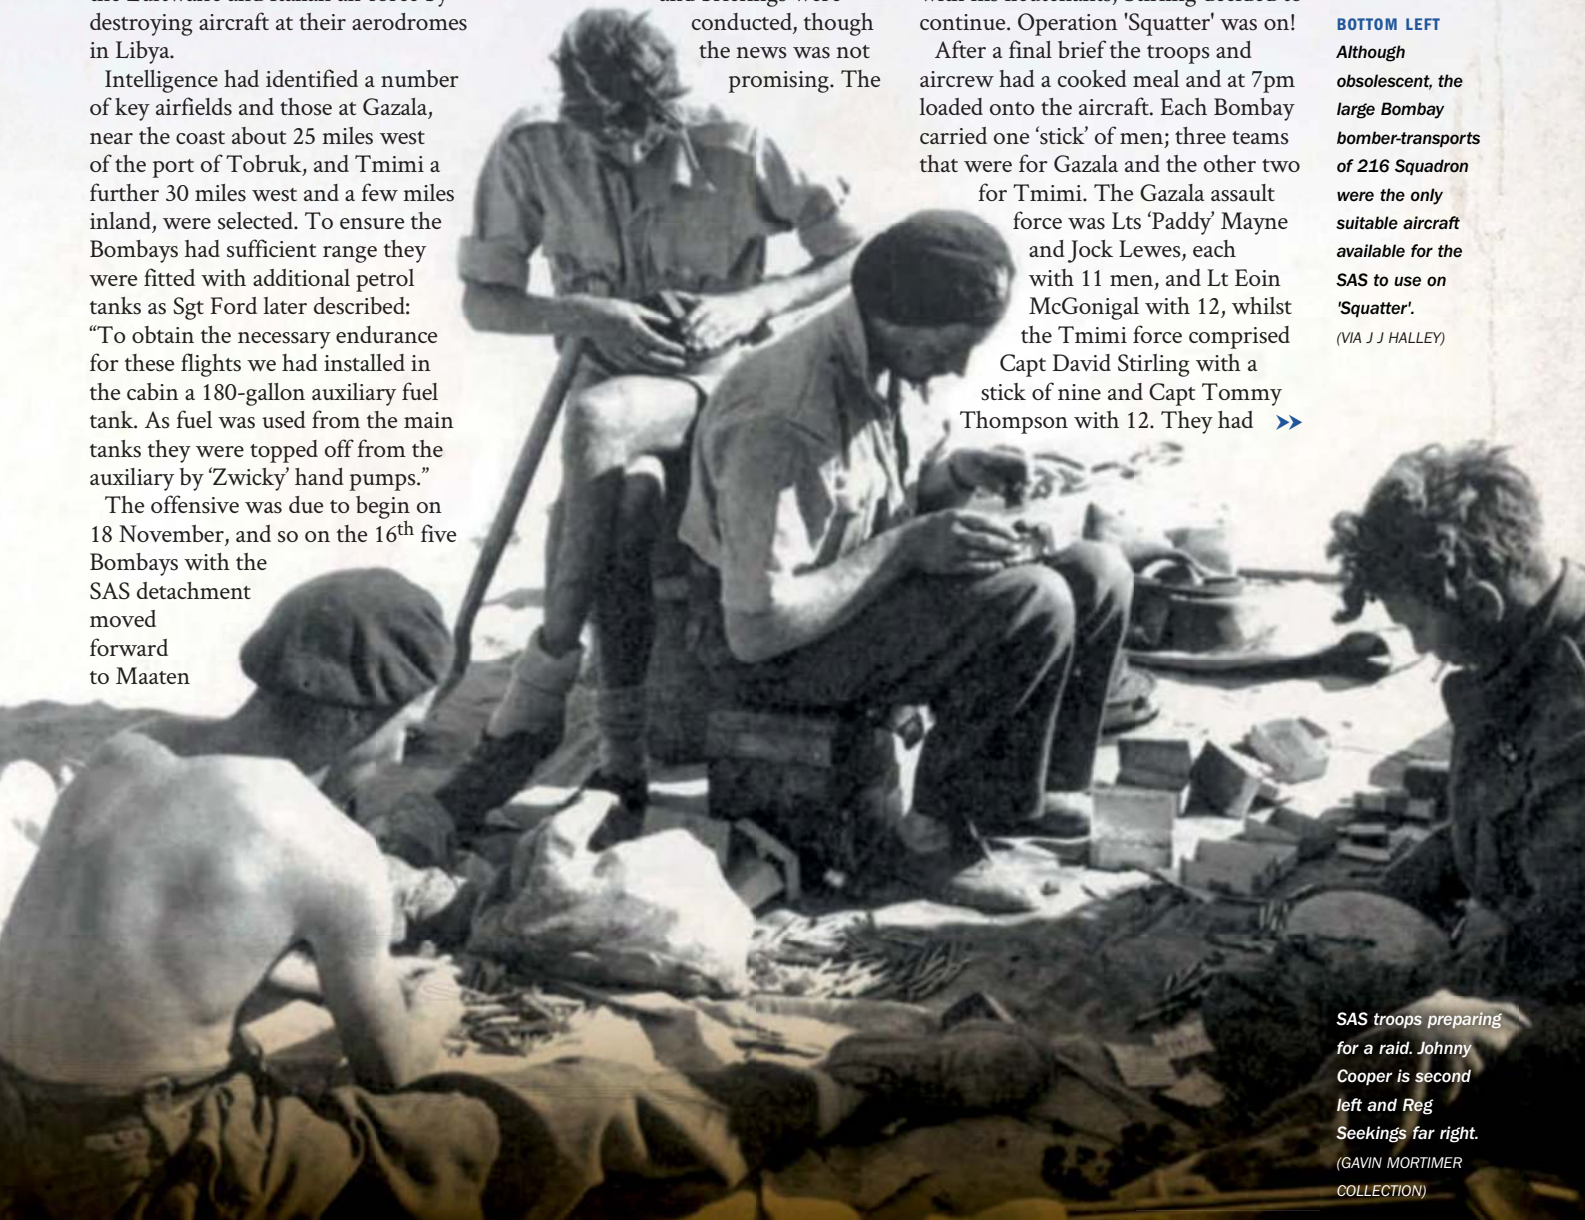 destroying aircraft at their aerodromes
in Libya.
Intelligence had identified a number
of key airfields and those at Gazala,
near the coast about 25 miles west
of the port of Tobruk, and Tmimi a
further 30 miles west and a few miles
inland, were selected. To ensure the
Bombays had sufficient range they
were fitted with additional petrol
tanks as Sgt Ford later described:
“To obtain the necessary endurance
for these flights we had installed in
the cabin a 180-gallon auxiliary fuel
tank. As fuel was used from the main
tanks they were topped off from the
auxiliary by ‘Zwicky’ hand pumps.”
The offensive was due to begin on
18 November, and so on the 16th five
Bombays with the
SAS detachment
moved
forward
to Maaten
conducted, though
the news was not
promising. The
continue. Operation 'Squatter' was on!
After a final brief the troops and
aircrew had a cooked meal and at 7pm
loaded onto the aircraft. Each Bombay
carried one ‘stick’ of men; three teams
that were for Gazala and the other two
for Tmimi. The Gazala assault
force was Lts ‘Paddy’ Mayne
and Jock Lewes, each
with 11 men, and Lt Eoin
McGonigal with 12, whilst
the Tmimi force comprised
Capt David Stirling with a
stick of nine and Capt Tommy
Thompson with 12. They had
BOTTOM LEFT
Although
obsolescent, the
large Bombay
bomber-transports
of 216 Squadron
were the only
suitable aircraft
available for the
SAS to use on
'Squatter'.
(VIA J J HALLEY)
SAS troops preparing
for a raid. Johnny
Cooper is second
left and Reg
Seekings far right.
(GAVIN MORTIMER
COLLECTION)